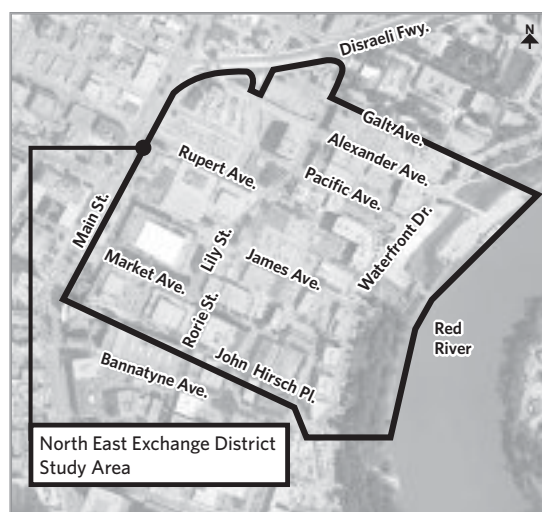 Disraeli Fwy.
N
Galt Ave.
Alexander Ave.
Rupert Ave.
Pacific Ave.
Main St.
Lily St.
Waterfront Dr.
James Ave.
Market Ave.
Rorie St.
Red
River
John Hirsch Pl.
Bannatyne Ave.
North East Exchange District
Study Area